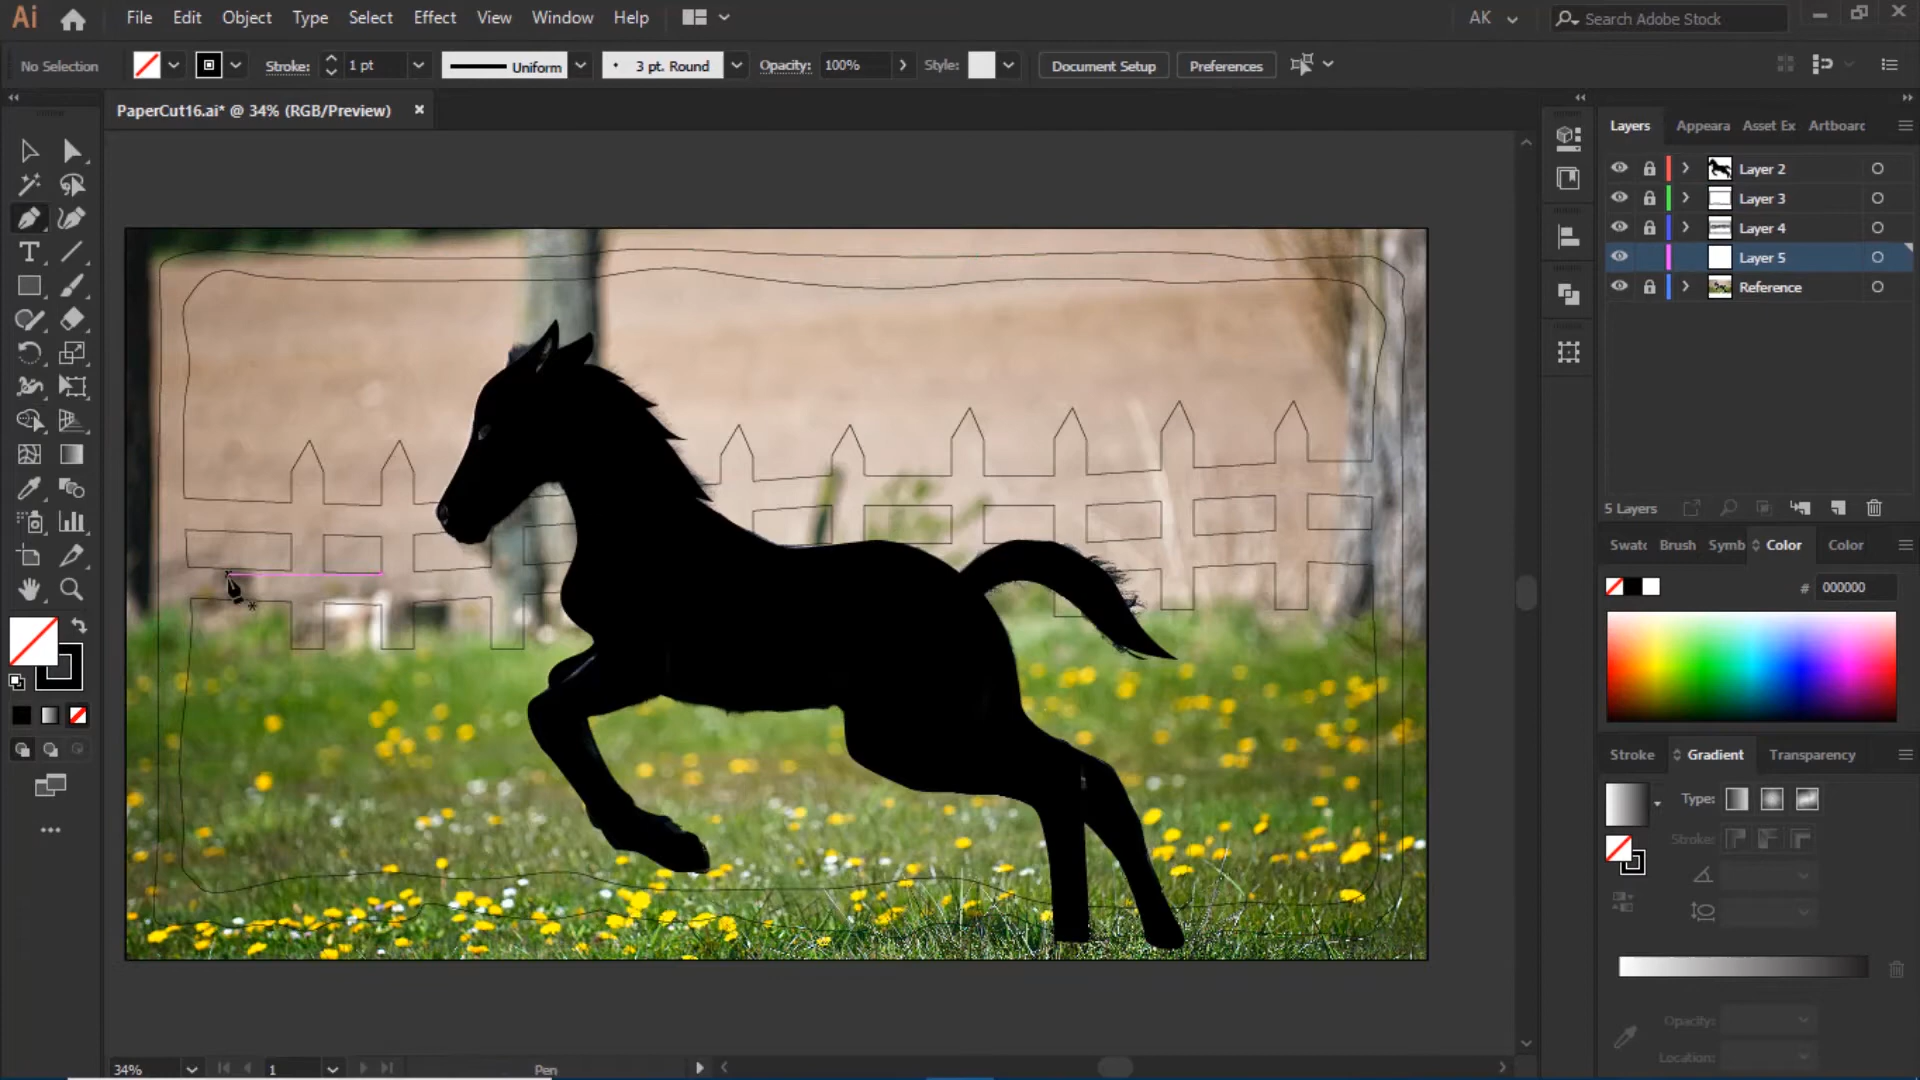 Ai File Edit Object Type Select Effect View Window Help AK Search Adobe Stock
No Selection Stroke: 1 pt Uniform 3 pt. Round Opacity: 100% Style: Document Setup Preferences
PaperCut16.ai* @ 34% (RGB/Preview)
Layers Appeara Asset Ex Artboarc
Layer 2
Layer 3
Layer 4
Layer 5
Reference
5 Layers
Swatc Brush Symb Color Color
# 000000
Stroke Gradient Transparency
Type:
Stroke:
Opacity:
Location:
34% 1 Pen